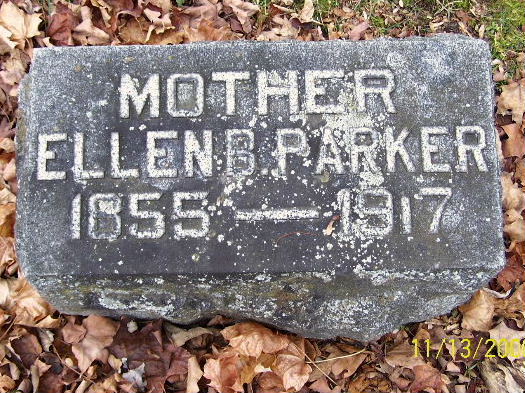 MOTHER
ELLEN B. PARKER
1855 — 1917